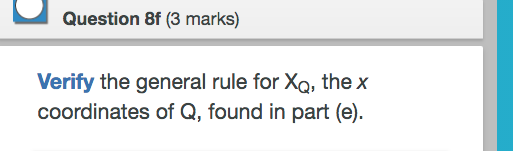 Question 8f (3 marks)
Verify the general rule for XQ, the x
coordinates of Q, found in part (e).